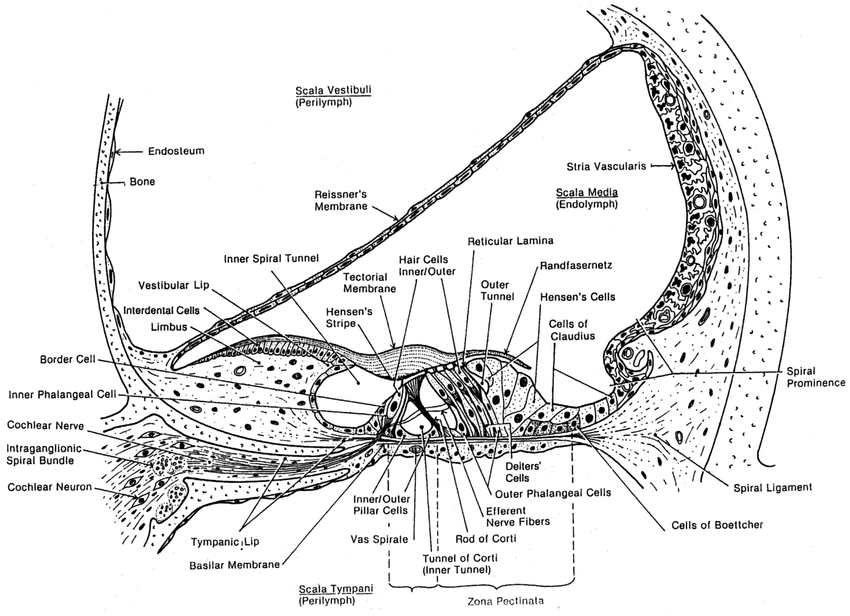 Scala Vestibuli
(Perilymph)
Endosteum
Bone
Stria Vascularis
Scala Media
(Endolymph)
Reissner's
Membrane
Reticular Lamina
Inner Spiral Tunnel
Hair Cells
Inner/Outer
Randfasernetz
Tectorial
Membrane
Outer
Tunnel
Vestibular Lip
Hensen's Cells
Interdental Cells
Hensen's
Stripe
Limbus
Cells of
Claudius
Border Cell
Spiral
Prominence
Inner Phalangeal Cell
Cochlear Nerve
Intraganglionic
Spiral Bundle
Cochlear Neuron
Deiters'
Cells
Spiral Ligament
Inner/Outer
Pillar Cells
Outer Phalangeal Cells
Efferent
Nerve Fibers
Cells of Boettcher
Tympanic Lip
Vas Spirale
Rod of Corti
Basilar Membrane
Tunnel of Corti
(Inner Tunnel)
Scala Tympani
(Perilymph)
Zona Pectinata